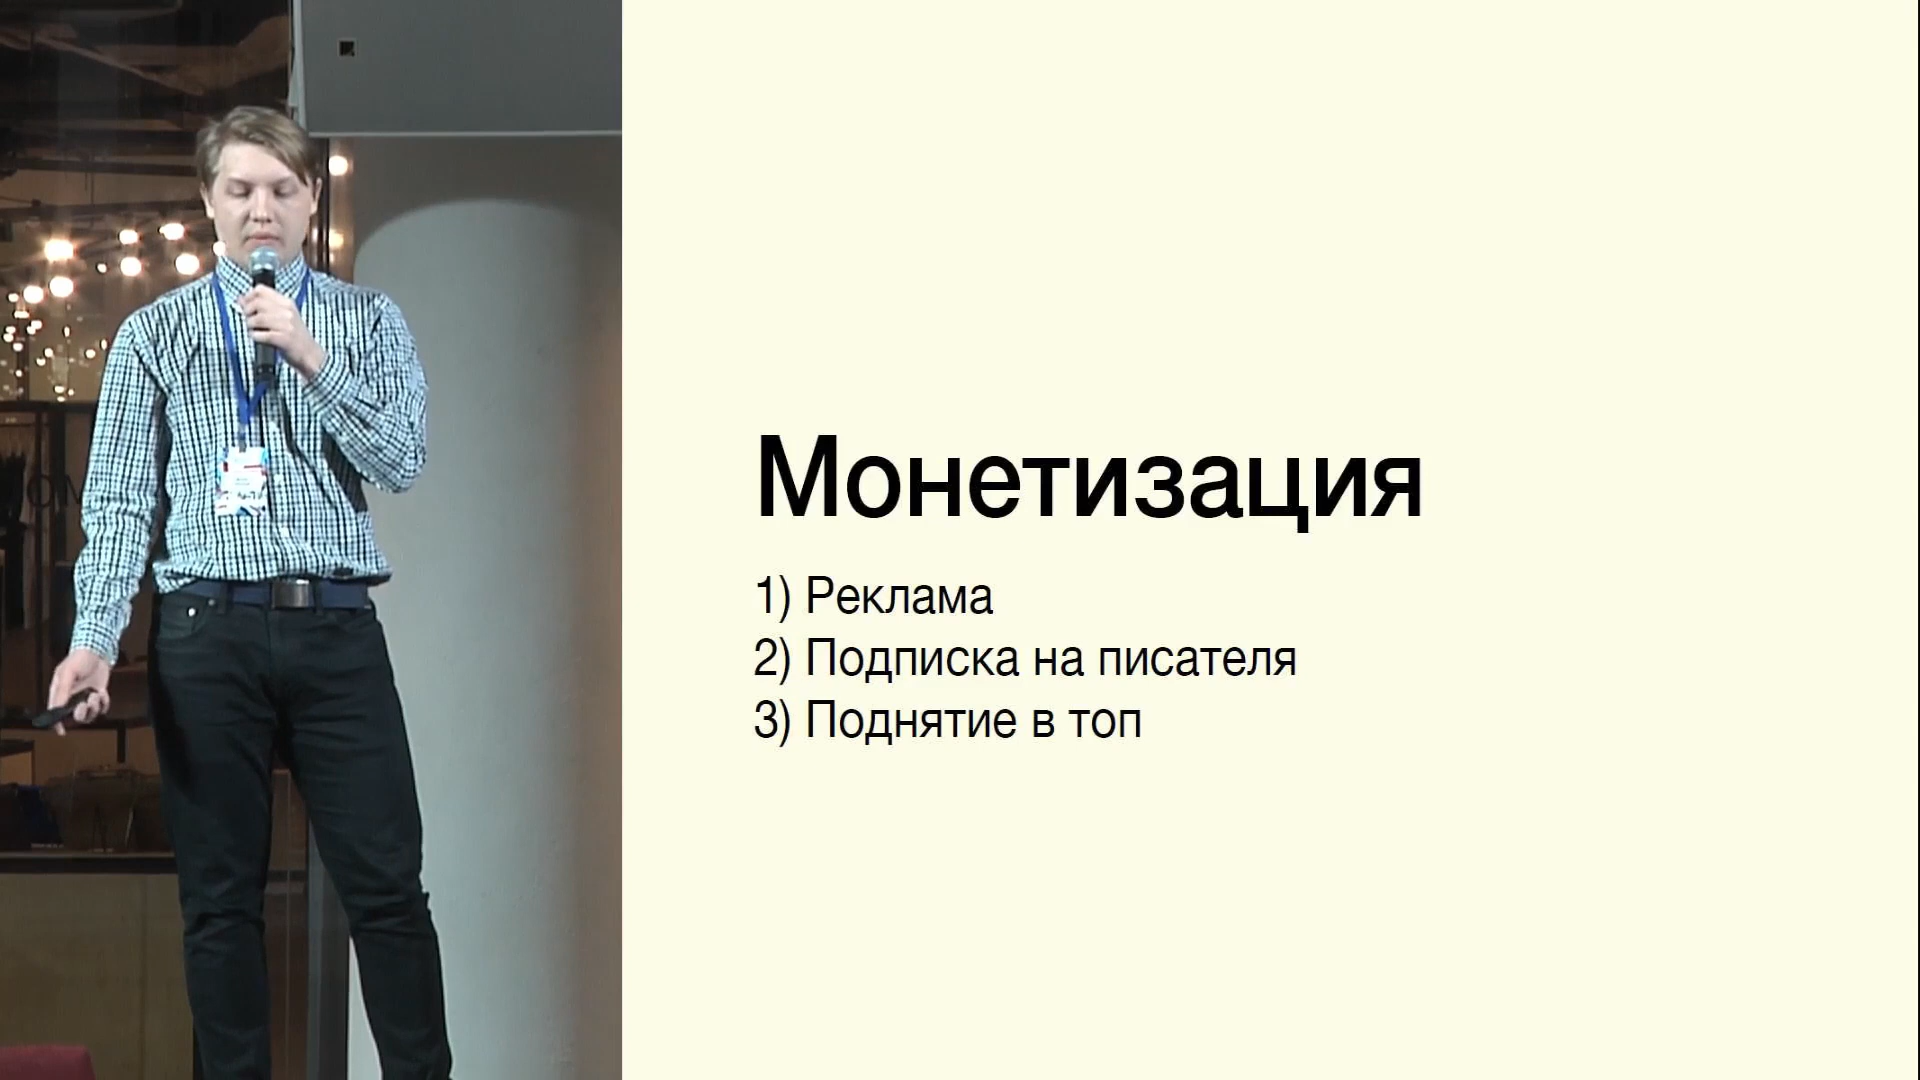 Монетизация
1) Реклама
2) Подписка на писателя
3) Поднятие в топ